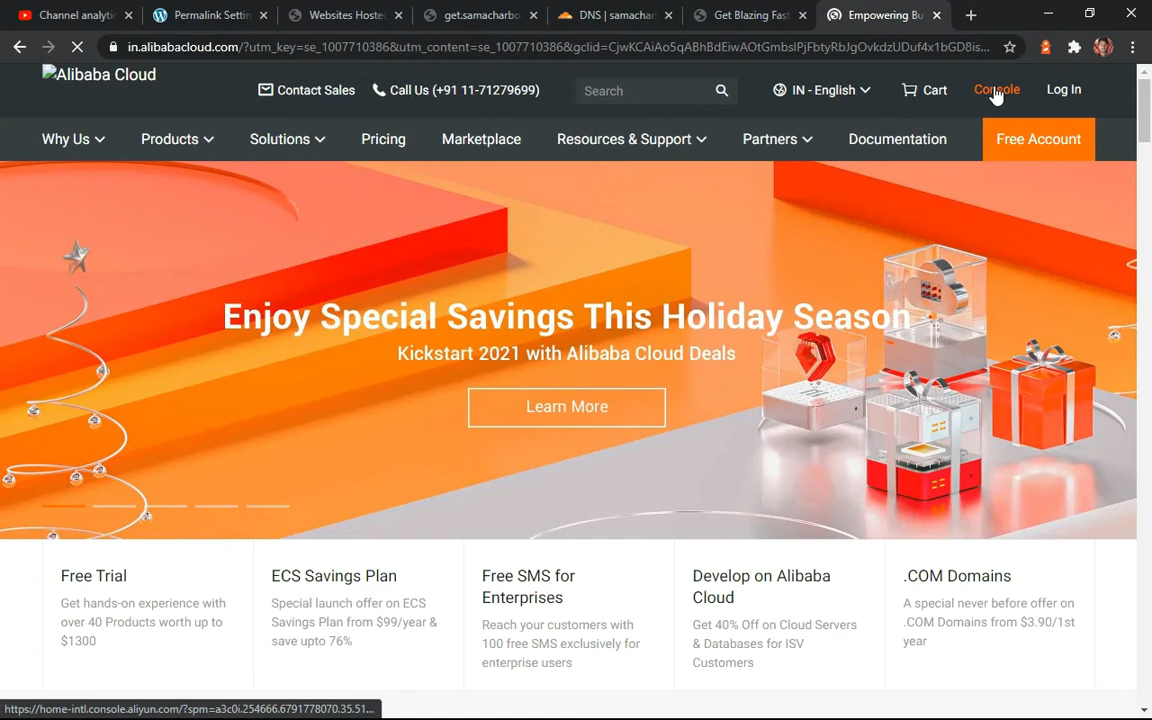 Channel analytic
Permalink Settin
Websites Hoste
get.samacharbo
DNS | samachar
Get Blazing Fast
Empowering Bu
in.alibabacloud.com/?utm_key=se_1007710386&utm_content=se_1007710386&gclid=CjwKCAiAo5qABhBdEiwAOtGmbslPjFbtyRbJgOvkdzUDuf4x1bGD8is...
Alibaba Cloud
Contact Sales
Call Us (+91 11-71279699)
Search
IN - English
Cart
Console
Log In
Why Us
Products
Solutions
Pricing
Marketplace
Resources & Support
Partners
Documentation
Free Account
Enjoy Special Savings This Holiday Season
Kickstart 2021 with Alibaba Cloud Deals
Learn More
Free Trial
Get hands-on experience with
over 40 Products worth up to
$1300
ECS Savings Plan
Special launch offer on ECS
Savings Plan from $99/year &
save upto 76%
Free SMS for
Enterprises
Reach your customers with
100 free SMS exclusively for
enterprise users
Develop on Alibaba
Cloud
Get 40% Off on Cloud Servers
& Databases for ISV
Customers
.COM Domains
A special never before offer on
.COM Domains from $3.90/1st
year
https://home-intl.console.aliyun.com/?spm=a3c0i.254666.6791778070.35.51...